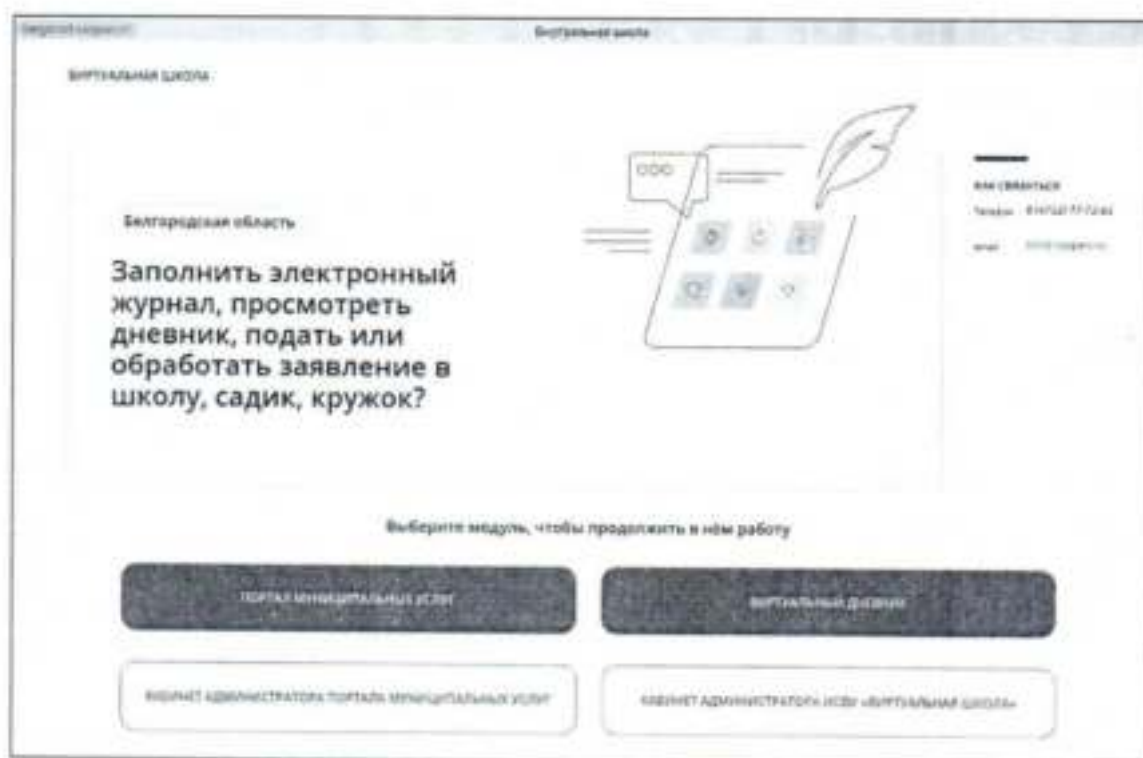 Виртуальная школа
ВИРТУАЛЬНАЯ ШКОЛА
КАК СВЯЗАТЬСЯ
Телефон
email
Белгородская область
Заполнить электронный
журнал, просмотреть
дневник, подать или
обработать заявление в
школу, садик, кружок?
Выберите модуль, чтобы продолжить в нём работу
ПОРТАЛ МУНИЦИПАЛЬНЫХ УСЛУГ
ВИРТУАЛЬНЫЙ ДНЕВНИК
КАБИНЕТ АДМИНИСТРАТОРА ПОРТАЛА МУНИЦИПАЛЬНЫХ УСЛУГ
КАБИНЕТ АДМИНИСТРАТОРА ИСОУ «ВИРТУАЛЬНАЯ ШКОЛА»